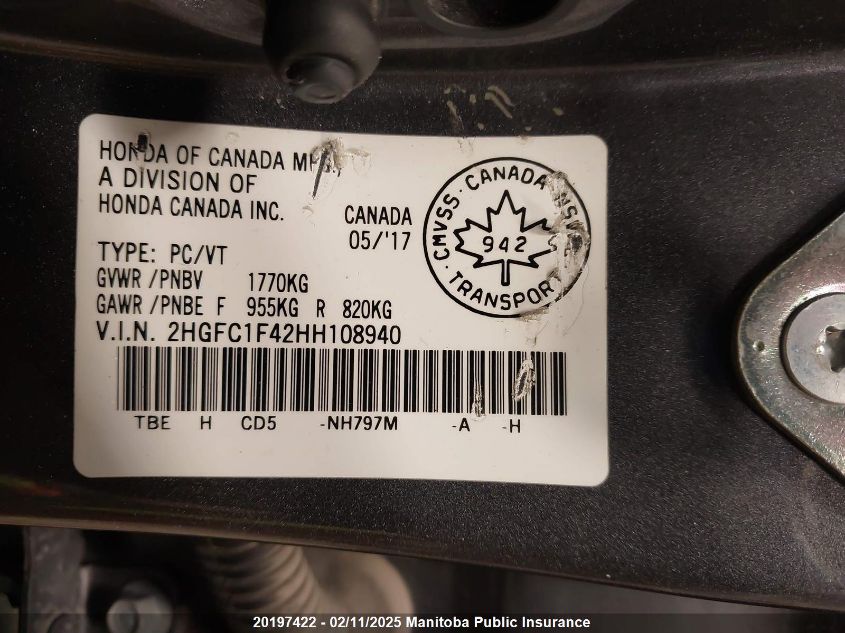 HONDA OF CANADA MFG.,
A DIVISION OF
HONDA CANADA INC.
CANADA
05/'17
TYPE: PC/VT
GVWR /PNBV 1770KG
GAWR /PNBE F 955KG R 820KG
V.I.N. 2HGFC1F42HH108940
TBE H CD5 -NH797M -A -H
CMVSS · CANADA · NSVAC
942
· TRANSPORT ·
20197422 - 02/11/2025 Manitoba Public Insurance